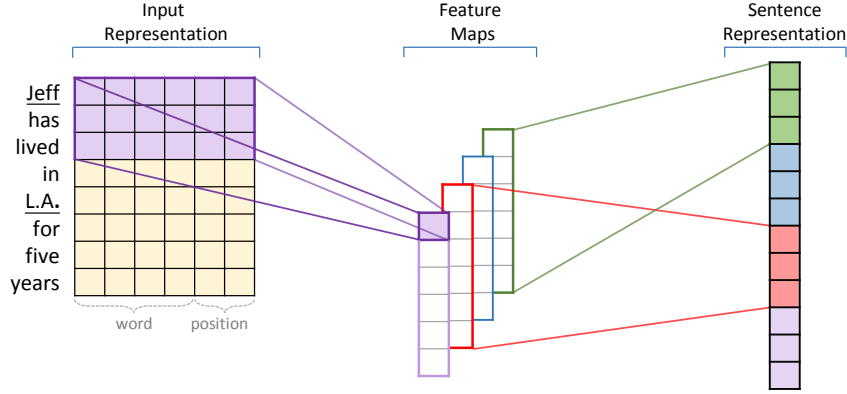 Input
Representation
Feature
Maps
Sentence
Representation
Jeff
has
lived
in
L.A.
for
five
years
word
position